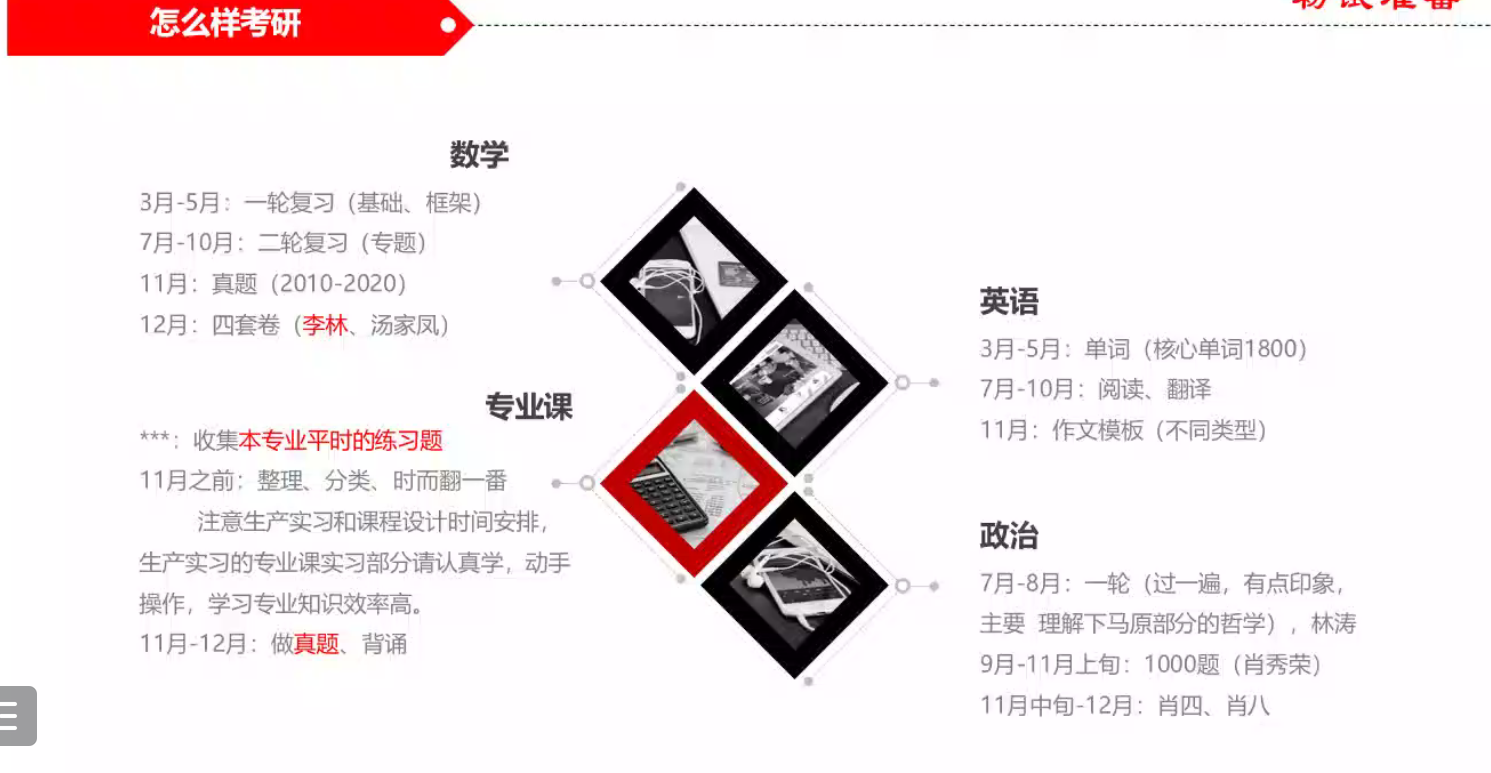 怎么样考研
数学
3月-5月：一轮复习（基础、框架）
7月-10月：二轮复习（专题）
11月：真题（2010-2020）
12月：四套卷（李林、汤家凤）
专业课
***：收集本专业平时的练习题
11月之前；整理、分类、时而翻一番
注意生产实习和课程设计时间安排，
生产实习的专业课实习部分请认真学，动手
操作，学习专业知识效率高。
11月-12月：做真题、背诵
英语
3月-5月：单词（核心单词1800）
7月-10月：阅读、翻译
11月：作文模板（不同类型）
政治
7月-8月：一轮（过一遍，有点印象，
主要 理解下马原部分的哲学），林涛
9月-11月上旬：1000题（肖秀荣）
11月中旬-12月：肖四、肖八